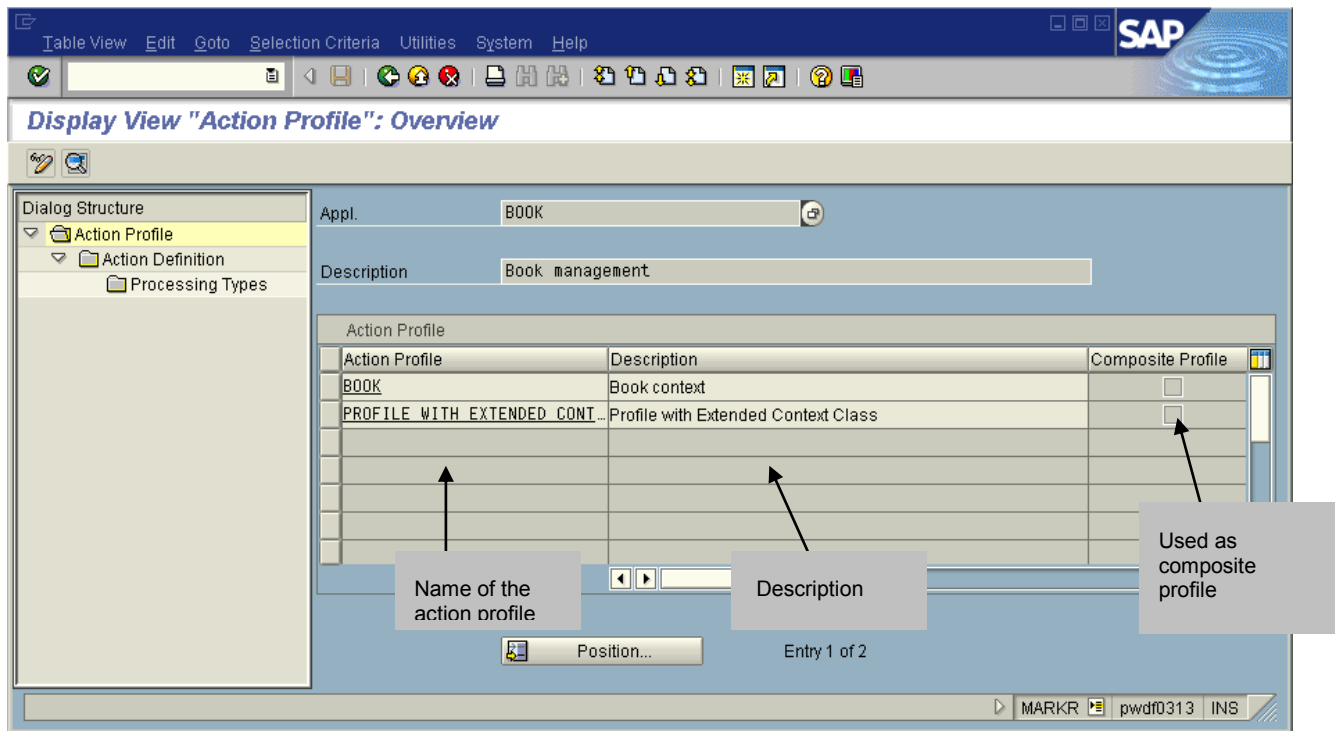 Table View Edit Goto Selection Criteria Utilities System Help
SAP
Display View "Action Profile": Overview
Dialog Structure
Action Profile
Action Definition
Processing Types
Appl. BOOK
Description Book management
Action Profile
Action Profile Description Composite Profile
BOOK Book context
PROFILE WITH EXTENDED CONT… Profile with Extended Context Class
Name of the
action profile
Description
Used as
composite
profile
Position... Entry 1 of 2
MARKR pwdf0313 INS